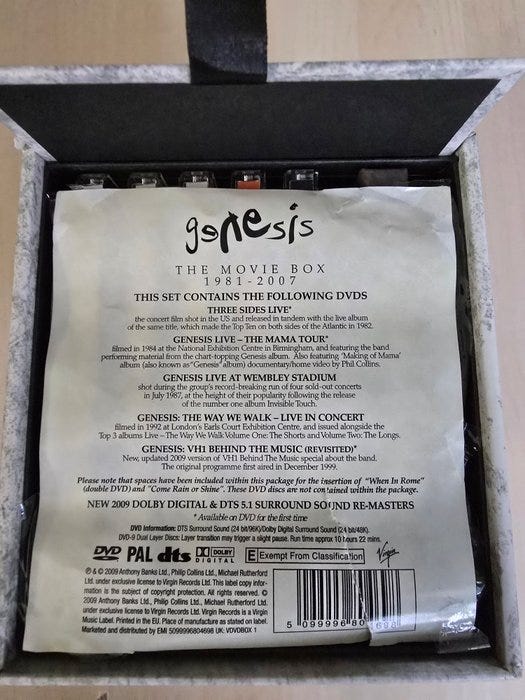 genesis
THE MOVIE BOX
1981-2007
THIS SET CONTAINS THE FOLLOWING DVDS
THREE SIDES LIVE*
the concert film shot in the US and released in tandem with the live album
of the same title, which made the Top Ten on both sides of the Atlantic in 1982.
GENESIS LIVE – THE MAMA TOUR*
filmed in 1984 at the National Exhibition Centre in Birmingham, and featuring the band
performing material from the chart-topping Genesis album. Also featuring 'Making of Mama'
album (also known as "Genesis" album) documentary/home video by Phil Collins.
GENESIS LIVE AT WEMBLEY STADIUM
shot during the group's record-breaking run of four sold-out concerts
in July 1987, at the height of their popularity following the release
of the number one album Invisible Touch.
GENESIS: THE WAY WE WALK – LIVE IN CONCERT
filmed in 1992 at London's Earls Court Exhibition Centre, and issued alongside the
Top 3 albums Live – The Way We Walk Volume One: The Shorts and Volume Two: The Longs.
GENESIS: VH1 BEHIND THE MUSIC (REVISITED)*
New, updated 2009 version of VH1 Behind The Music special about the band.
The original programme first aired in December 1999.
Please note that spaces have been included within this package for the insertion of "When In Rome"
(double DVD) and "Come Rain or Shine". These DVD discs are not contained within the package.
NEW 2009 DOLBY DIGITAL & DTS 5.1 SURROUND SOUND RE-MASTERS
* Available on DVD for the first time
DVD Information: DTS Surround Sound (24 bit/96K)/Dolby Digital Surround Sound (24 bit/48K).
DVD-9 Dual Layer Discs: Layer transition may trigger a slight pause. Run time approx 10 hours 22 mins.
DVD VIDEO PAL dts DOLBY DIGITAL E Exempt From Classification Virgin
℗ & © 2009 Anthony Banks Ltd., Philip Collins Ltd., Michael Rutherford
Ltd. under exclusive license to Virgin Records Ltd. This label copy infor-
mation is the subject of copyright protection. All rights reserved. ©
2009 Anthony Banks Ltd., Philip Collins Ltd., Michael Rutherford Ltd.
under exclusive license to Virgin Records Ltd. Virgin is a Virgin
Music Label. Printed in the EU. Place of manufacture as stated on label.
Marketed and distributed by EMI 5099996804698 UK: VDVDBOX 1
5 099996 804698